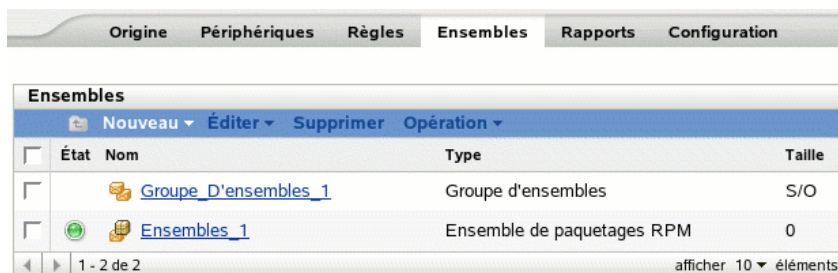 Origine Périphériques Règles Ensembles Rapports Configuration
Ensembles
Nouveau Éditer Supprimer Opération
État Nom Type Taille
Groupe_D'ensembles_1 Groupe d'ensembles S/O
Ensembles_1 Ensemble de paquetages RPM 0
1 - 2 de 2 afficher 10 éléments